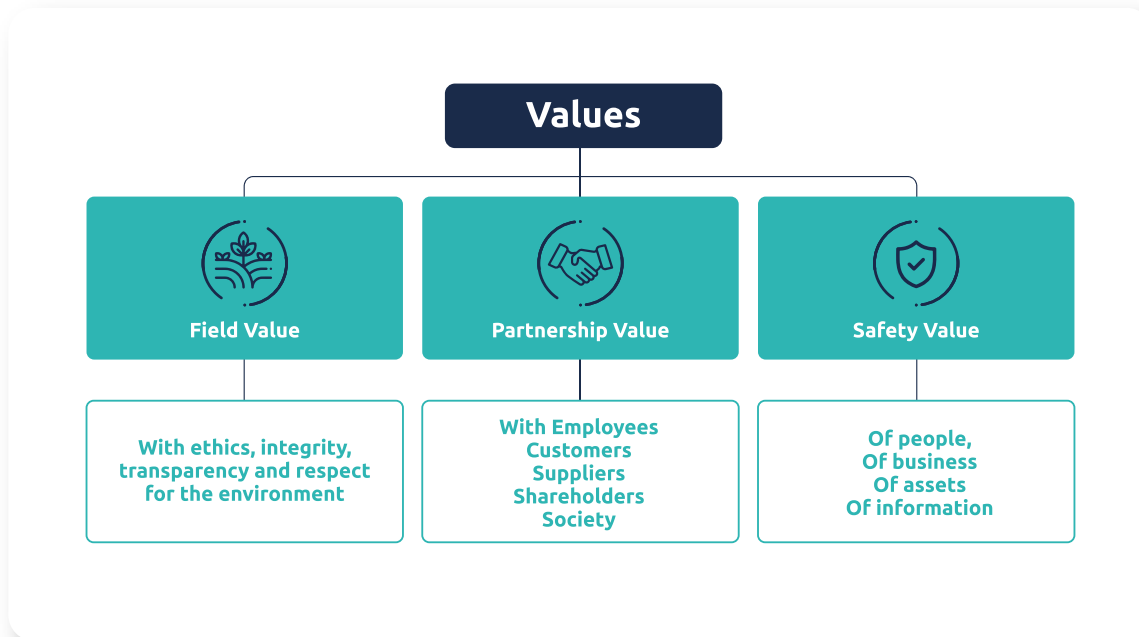 Values
Field Value
Partnership Value
Safety Value
With ethics, integrity,
transparency and respect
for the environment
With Employees
Customers
Suppliers
Shareholders
Society
Of people,
Of business
Of assets
Of information